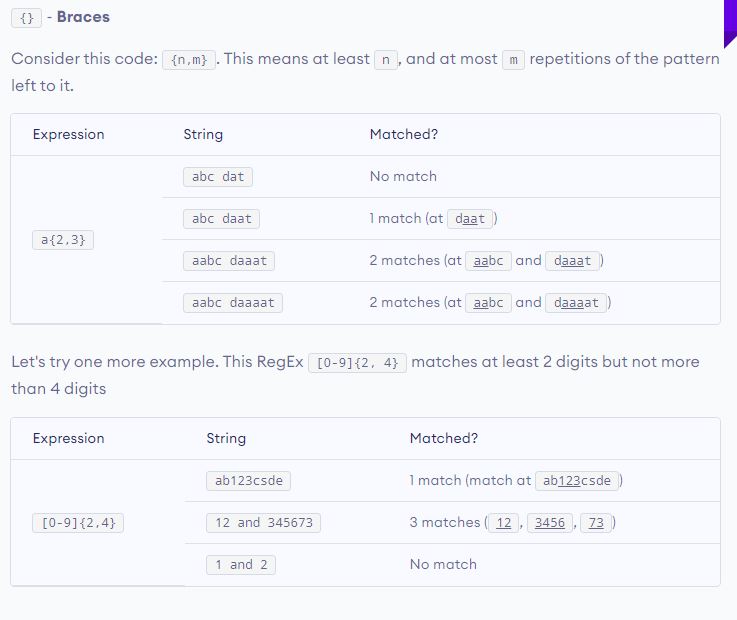 {} - Braces
Consider this code: {n,m}. This means at least n, and at most m repetitions of the pattern
left to it.
Expression String Matched?
abc dat No match
abc daat 1 match (at daat)
a{2,3}
aabc daaat 2 matches (at aabc and daaat)
aabc daaaat 2 matches (at aabc and daaaat)
Let's try one more example. This RegEx [0-9]{2, 4} matches at least 2 digits but not more
than 4 digits
Expression String Matched?
ab123csde 1 match (match at ab123csde)
[0-9]{2,4} 12 and 345673 3 matches (12, 3456, 73)
1 and 2 No match